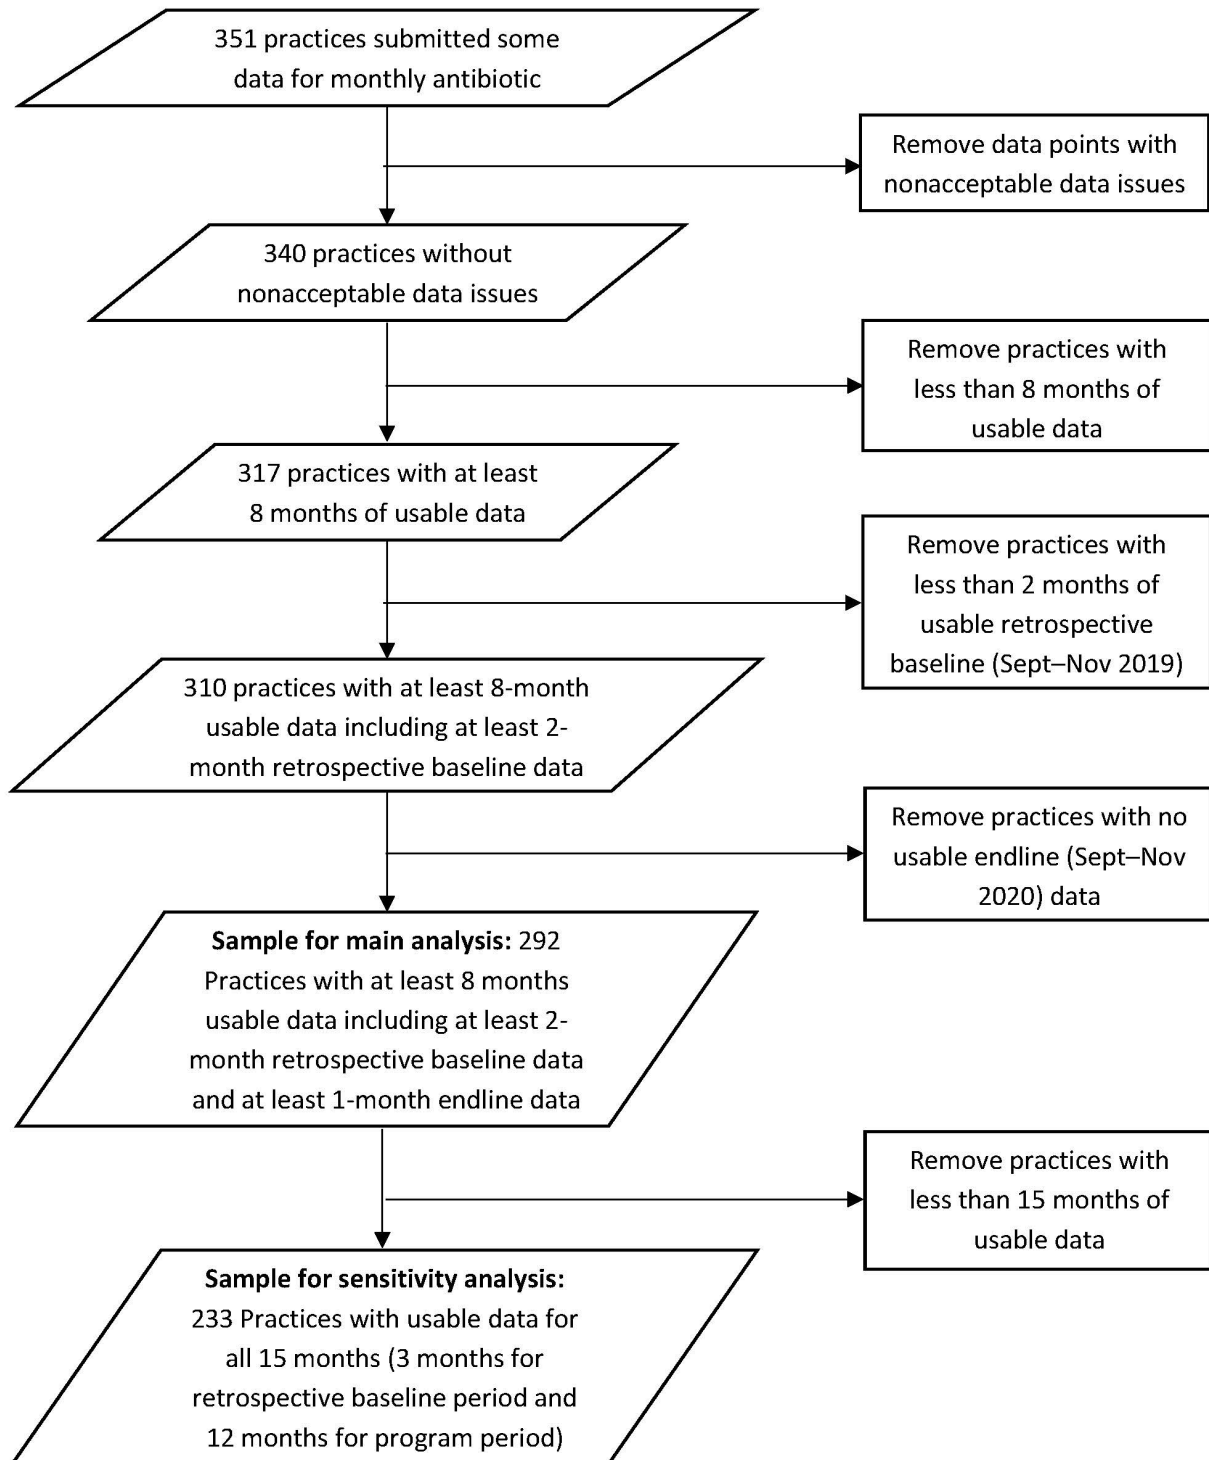 351 practices submitted some
data for monthly antibiotic
Remove data points with
nonacceptable data issues
340 practices without
nonacceptable data issues
Remove practices with
less than 8 months of
usable data
317 practices with at least
8 months of usable data
Remove practices with
less than 2 months of
usable retrospective
baseline (Sept–Nov 2019)
310 practices with at least 8-month
usable data including at least 2-
month retrospective baseline data
Remove practices with no
usable endline (Sept–Nov
2020) data
Sample for main analysis: 292
Practices with at least 8 months
usable data including at least 2-
month retrospective baseline data
and at least 1-month endline data
Remove practices with
less than 15 months of
usable data
Sample for sensitivity analysis:
233 Practices with usable data for
all 15 months (3 months for
retrospective baseline period and
12 months for program period)